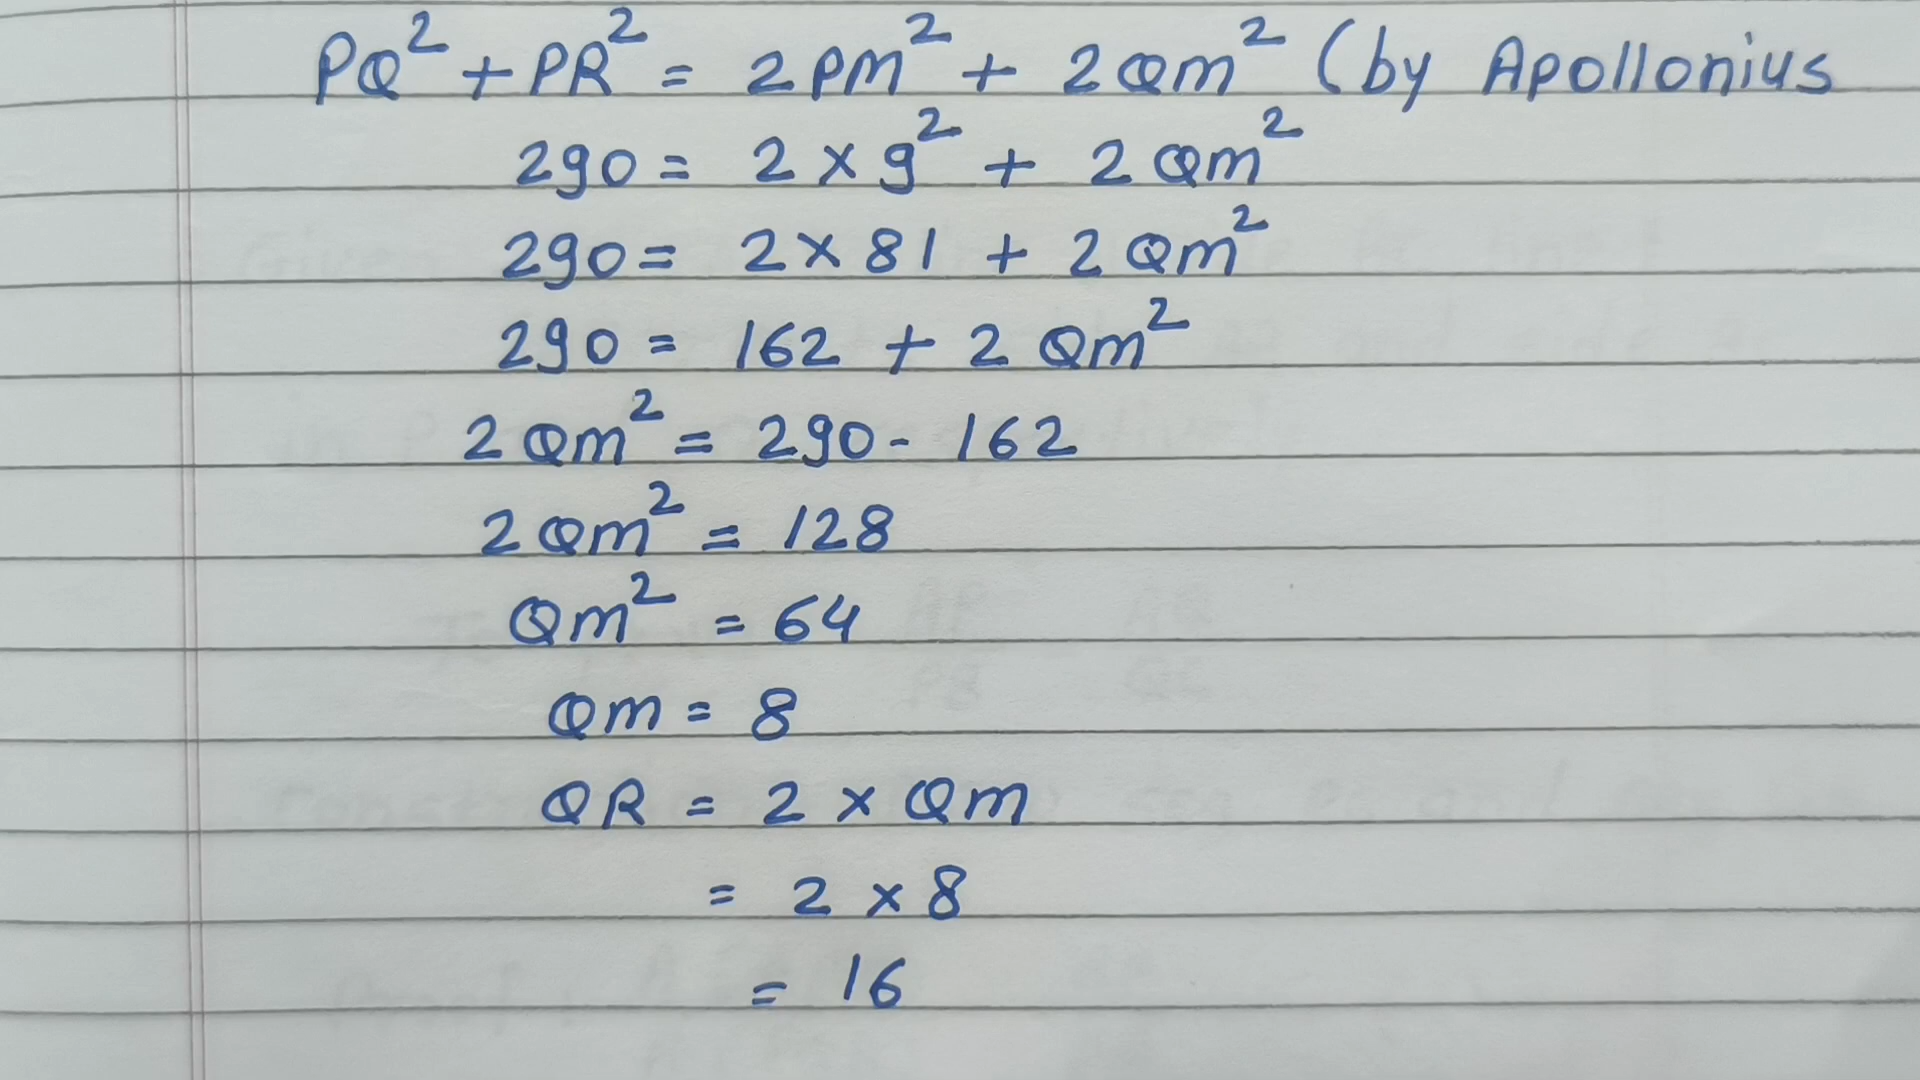 PQ² + PR² = 2PM² + 2QM² (by Apollonius
290 = 2 × 9² + 2QM²
290 = 2 × 81 + 2QM²
290 = 162 + 2QM²
2QM² = 290 - 162
2QM² = 128
QM² = 64
QM = 8
QR = 2 × QM
= 2 × 8
= 16